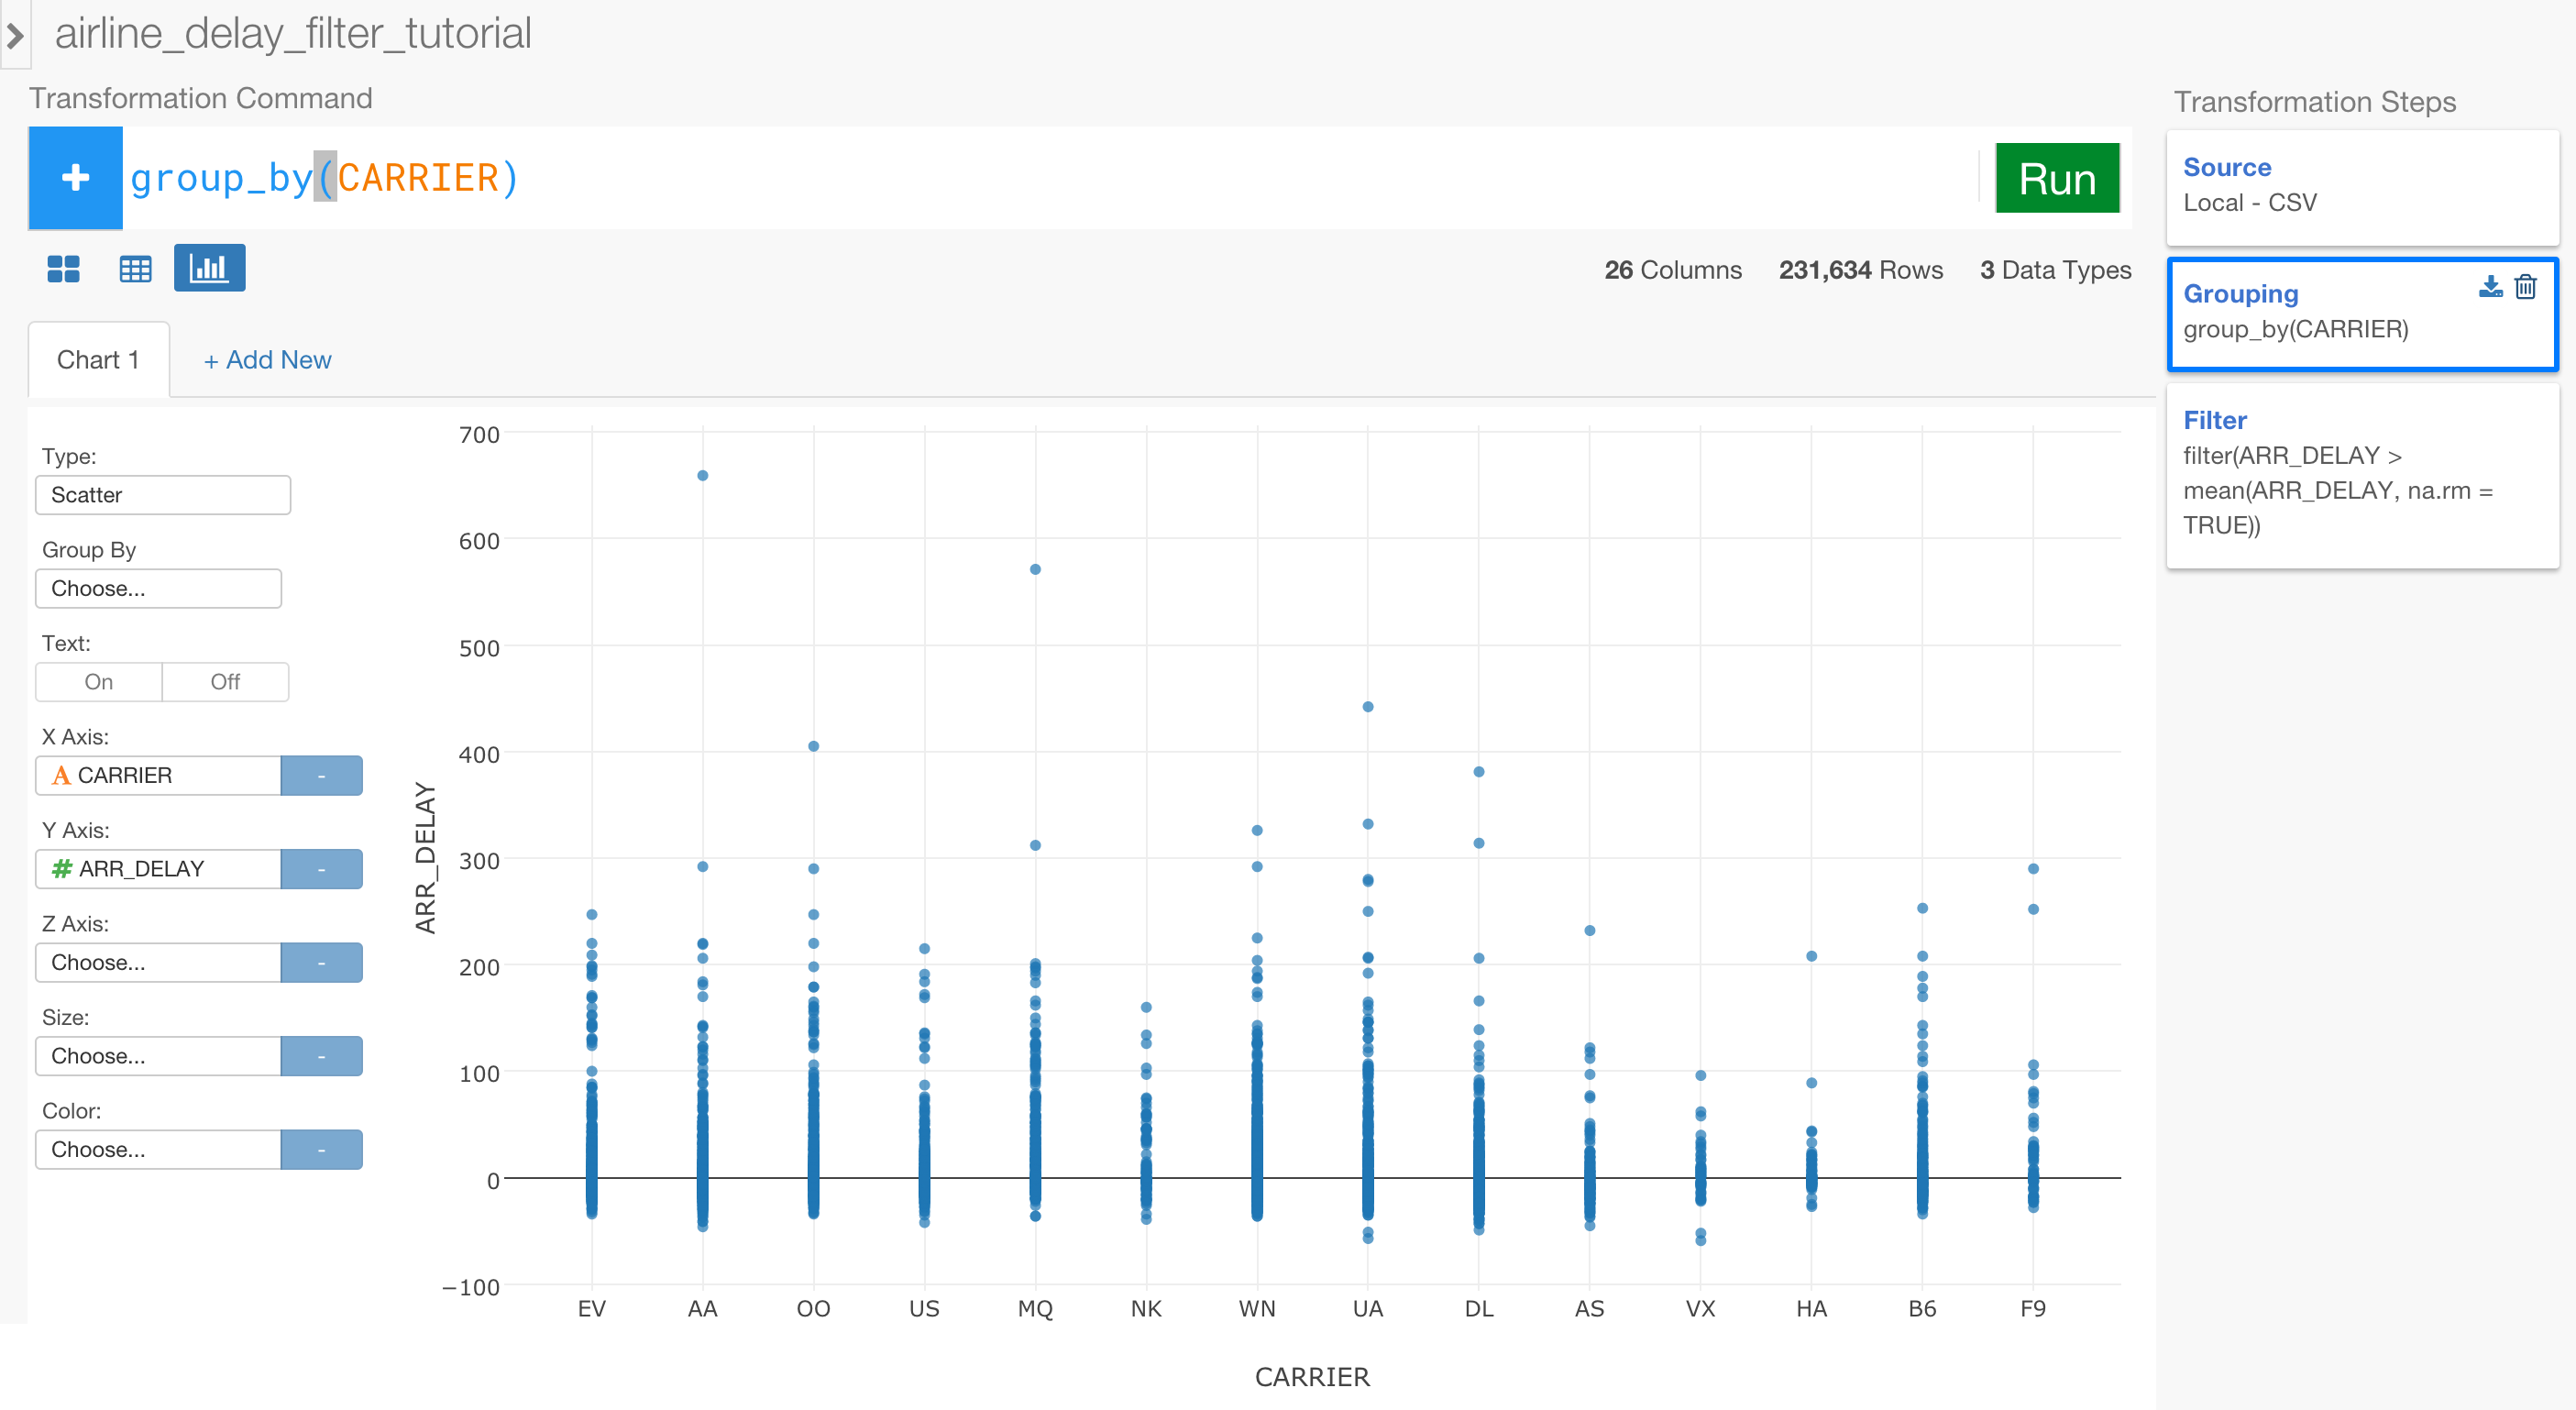 airline_delay_filter_tutorial
Transformation Command
group_by(CARRIER)
Run
26 Columns 231,634 Rows 3 Data Types
Chart 1 + Add New
Type:
Scatter
Group By
Choose...
Text:
On Off
X Axis:
A CARRIER -
Y Axis:
# ARR_DELAY -
Z Axis:
Choose... -
Size:
Choose... -
Color:
Choose... -
ARR_DELAY
700
600
500
400
300
200
100
0
−100
EV AA OO US MQ NK WN UA DL AS VX HA B6 F9
CARRIER
Transformation Steps
Source
Local - CSV
Grouping
group_by(CARRIER)
Filter
filter(ARR_DELAY >
mean(ARR_DELAY, na.rm =
TRUE))